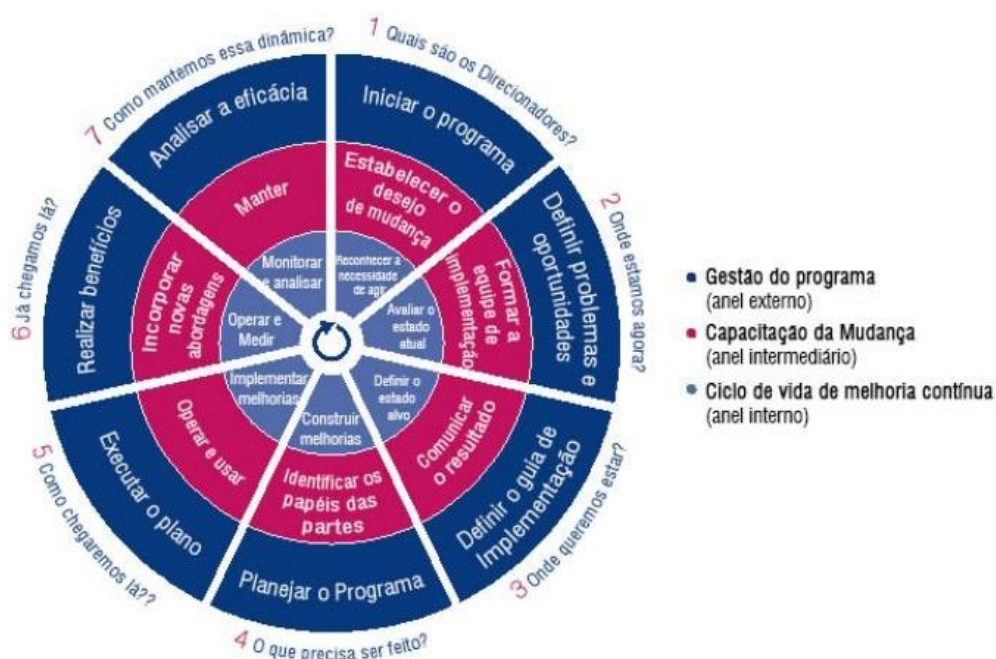 1 Quais são os Direcionadores?
Iniciar o programa
Estabelecer o
desejo
de mudança
Reconhecer a
necessidade
de agir
2 Onde estamos agora?
Definir problemas e
oportunidades
Formar a
equipe de
implementação
Avaliar o
estado
atual
3 Onde queremos estar?
Definir o guia de
Implementação
Comunicar
o resultado
Definir o
estado
alvo
4 O que precisa ser feito?
Planejar o Programa
Identificar os
papéis das
partes
Construir
melhorias
5 Como chegaremos lá??
Executar o plano
Operar e usar
Implementar
melhorias
6 Já chegamos lá?
Realizar benefícios
Incorporar
novas
abordagens
Operar e
Medir
7 Como mantemos essa dinâmica?
Analisar a eficácia
Manter
Monitorar
e analisar
Gestão do programa
(anel externo)
Capacitação da Mudança
(anel intermediário)
Ciclo de vida de melhoria contínua
(anel interno)